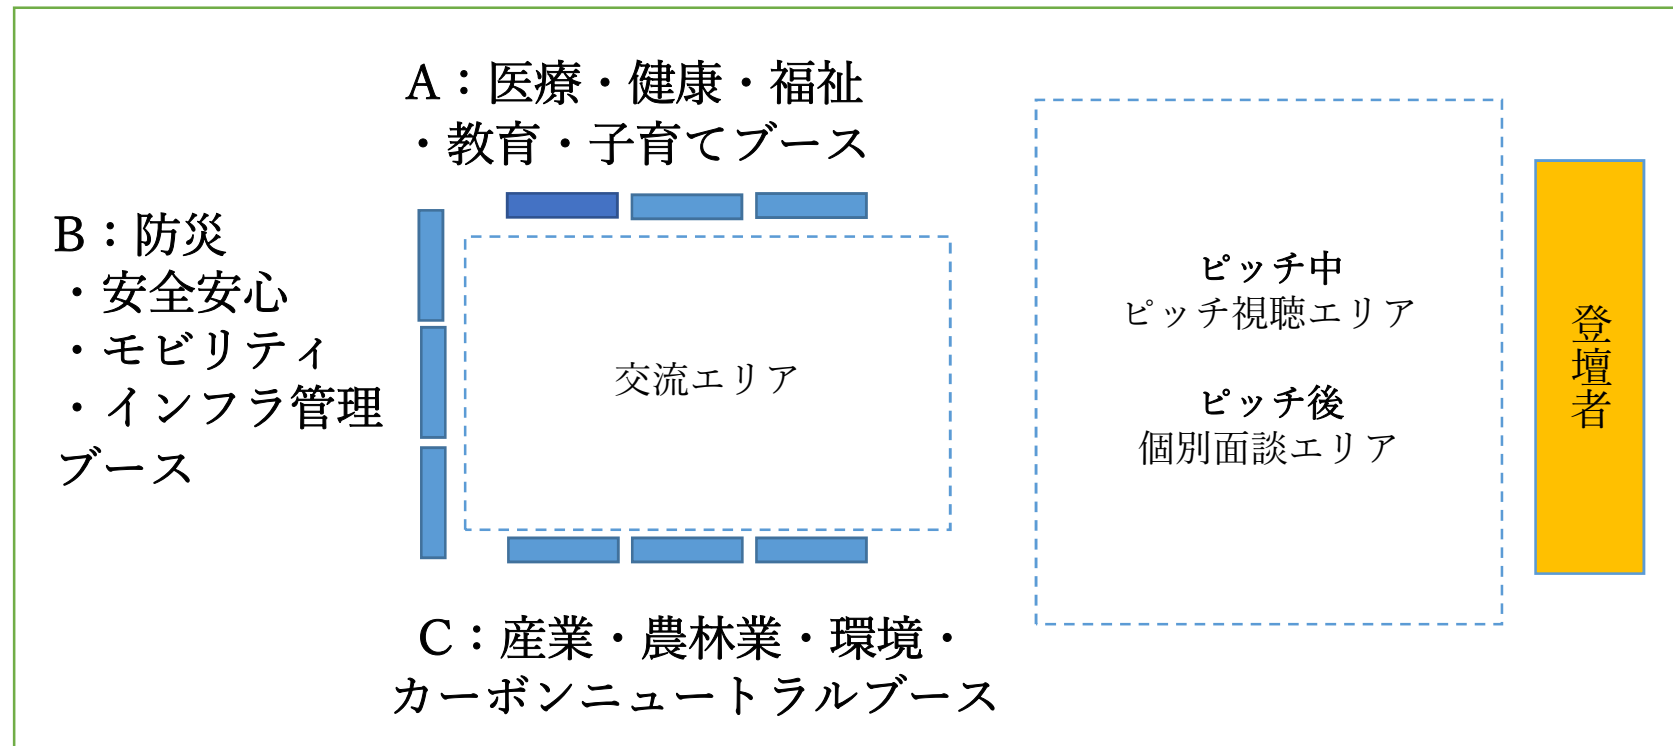 A：医療・健康・福祉
・教育・子育てブース
B：防災
・安全安心
・モビリティ
・インフラ管理
ブース
交流エリア
C：産業・農林業・環境・
カーボンニュートラルブース
ピッチ中
ピッチ視聴エリア
ピッチ後
個別面談エリア
登壇者